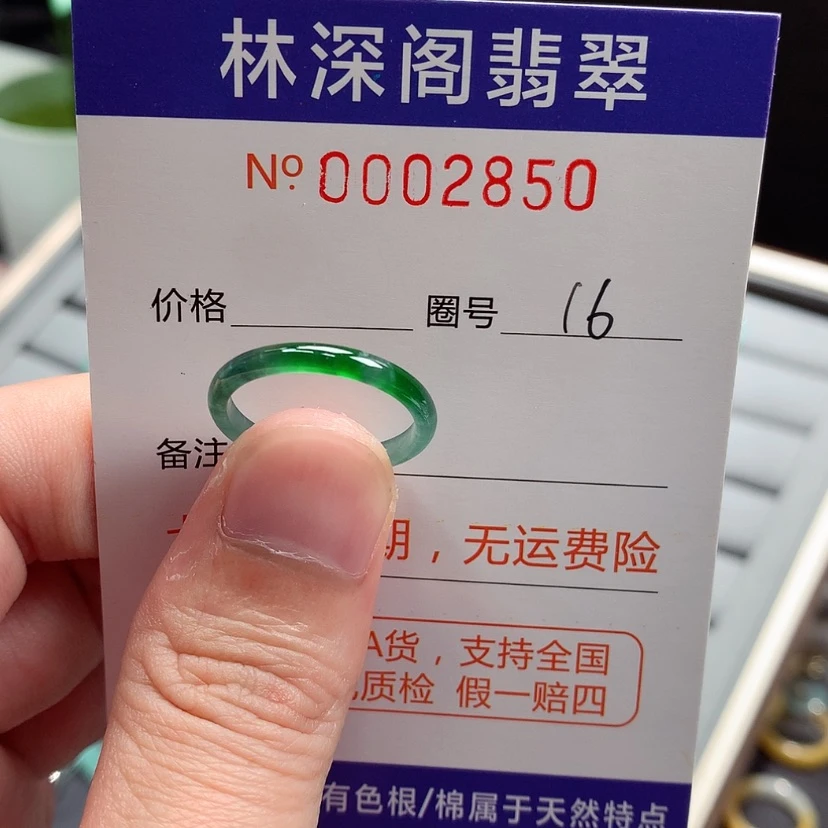 林深阁翡翠
№ 0002850
价格 圈号 16
备注
期，无运费险
A货，支持全国
质检 假一赔四
有色根/棉属于天然特点